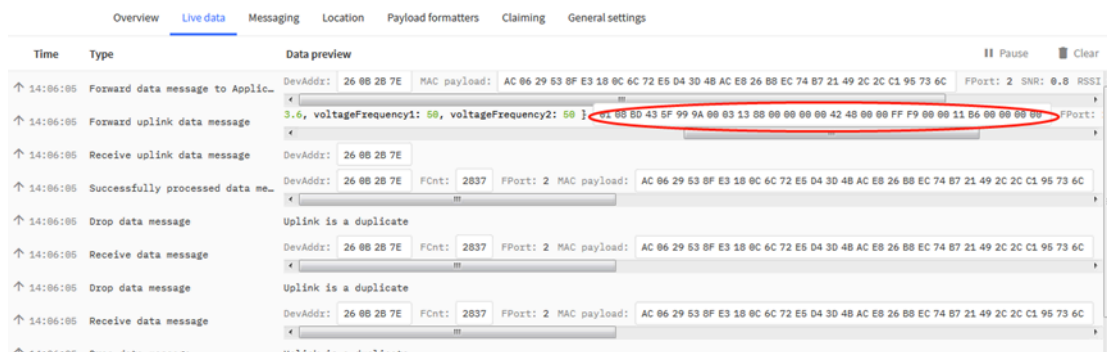 Overview Live data Messaging Location Payload formatters Claiming General settings
Time Type Data preview Pause Clear
14:06:05 Forward data message to Applic… DevAddr: 26 0B 2B 7E MAC payload: AC 06 29 53 8F E3 18 0C 6C 72 E5 D4 3D 4B AC E8 26 B8 EC 74 B7 21 49 2C 2C C1 95 73 6C FPort: 2 SNR: 0.8 RSSI
14:06:05 Forward uplink data message 3.6, voltageFrequency1: 50, voltageFrequency2: 50 } 01 08 BD 43 5F 99 9A 00 03 13 88 00 00 00 00 42 48 00 00 FF F9 00 00 11 B6 00 00 00 00 FPort:
14:06:05 Receive uplink data message DevAddr: 26 0B 2B 7E
14:06:05 Successfully processed data me… DevAddr: 26 0B 2B 7E FCnt: 2837 FPort: 2 MAC payload: AC 06 29 53 8F E3 18 0C 6C 72 E5 D4 3D 4B AC E8 26 B8 EC 74 B7 21 49 2C 2C C1 95 73 6C
14:06:05 Drop data message Uplink is a duplicate
14:06:05 Receive data message DevAddr: 26 0B 2B 7E FCnt: 2837 FPort: 2 MAC payload: AC 06 29 53 8F E3 18 0C 6C 72 E5 D4 3D 4B AC E8 26 B8 EC 74 B7 21 49 2C 2C C1 95 73 6C
14:06:05 Drop data message Uplink is a duplicate
14:06:05 Receive data message DevAddr: 26 0B 2B 7E FCnt: 2837 FPort: 2 MAC payload: AC 06 29 53 8F E3 18 0C 6C 72 E5 D4 3D 4B AC E8 26 B8 EC 74 B7 21 49 2C 2C C1 95 73 6C